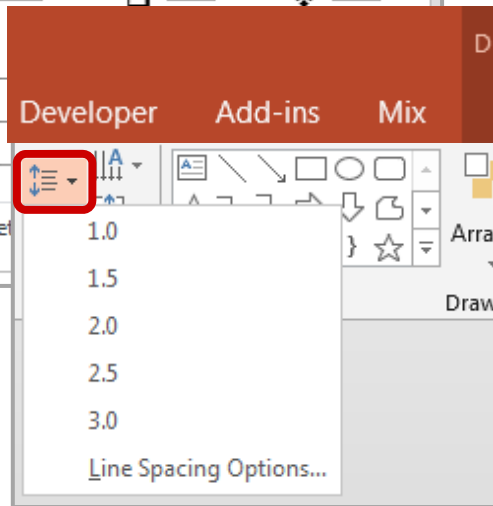 D
Developer Add-ins Mix
A
A
et
Arra
Draw
1.0
1.5
2.0
2.5
3.0
Line Spacing Options...